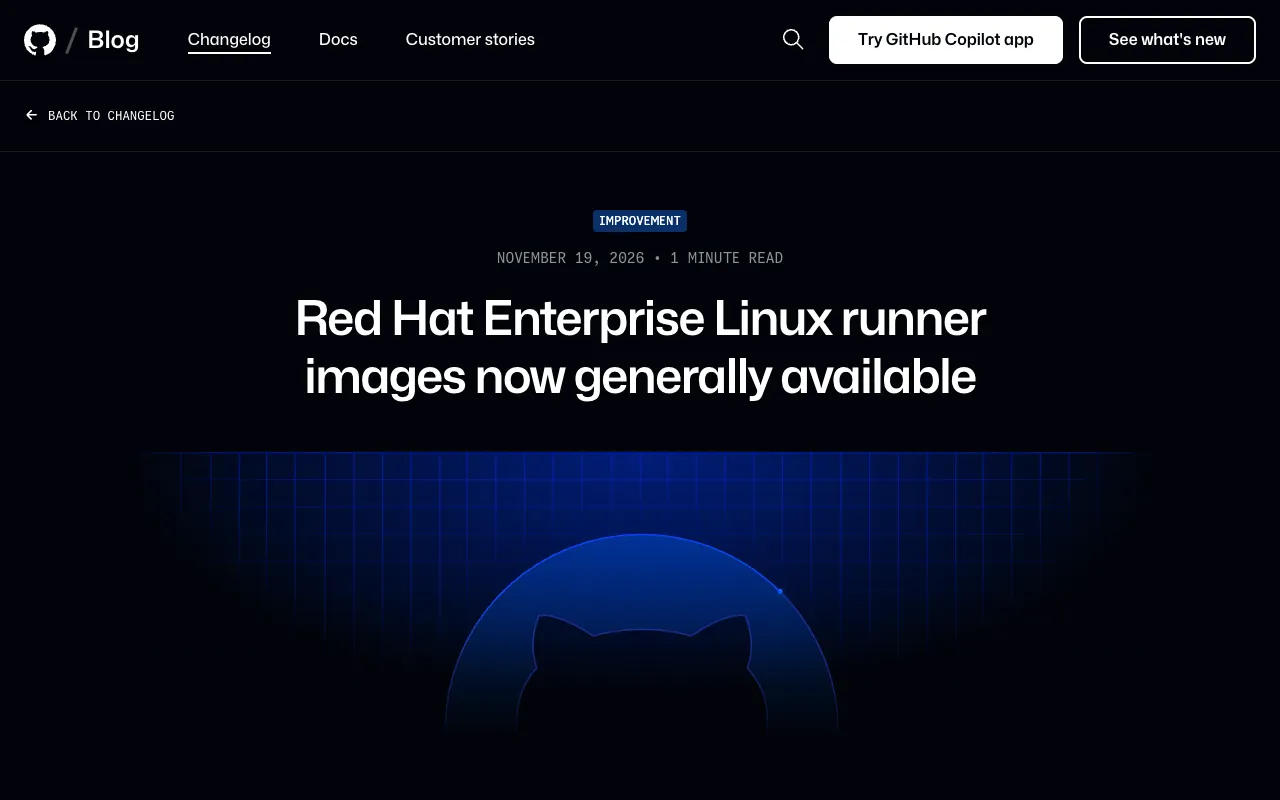 / Blog
Changelog
Docs
Customer stories
Try GitHub Copilot app
See what's new
← BACK TO CHANGELOG
IMPROVEMENT
NOVEMBER 19, 2026 • 1 MINUTE READ
Red Hat Enterprise Linux runner
images now generally available